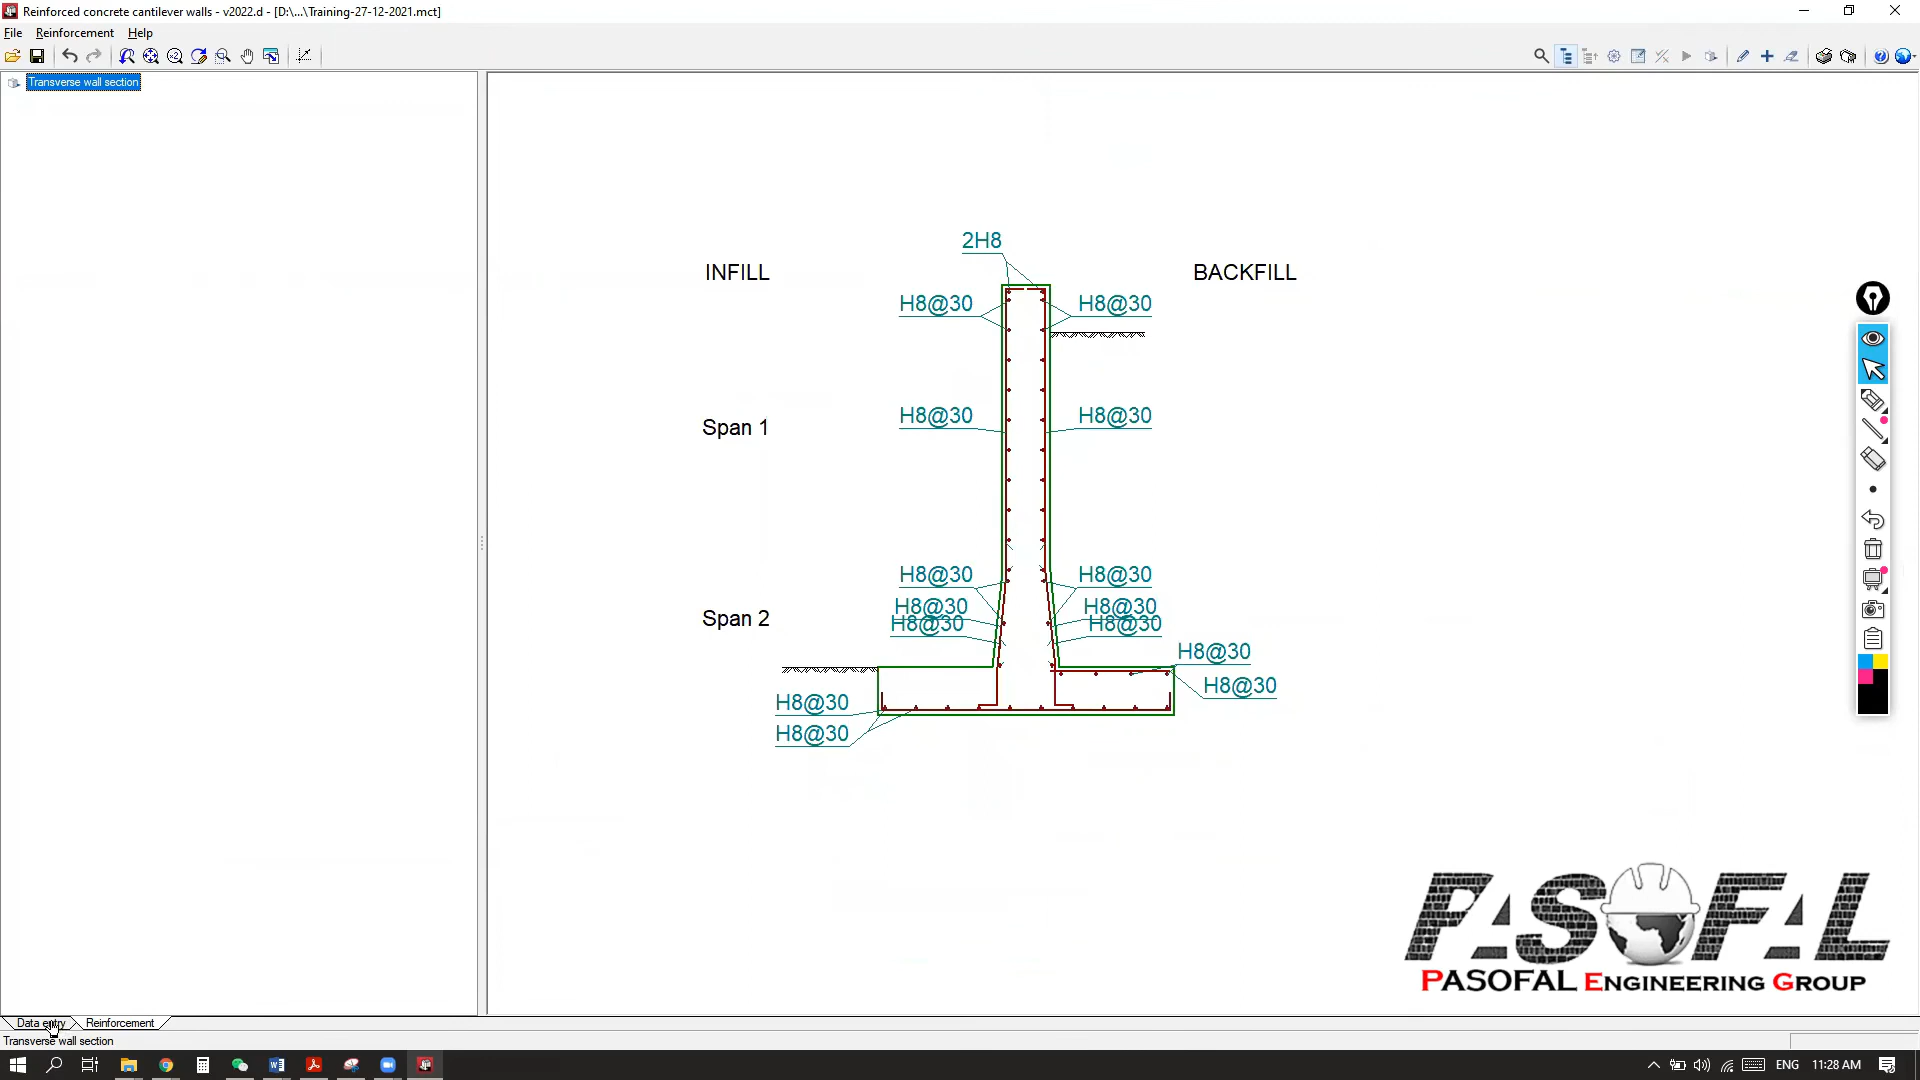 Reinforced concrete cantilever walls - v2022.d - [D:\...\Training-27-12-2021.mct]
File Reinforcement Help
Transverse wall section
2H8
INFILL
BACKFILL
H8@30 H8@30
H8@30 H8@30
Span 1
H8@30 H8@30
H8@30 H8@30
Span 2
H8@30 H8@30
H8@30
H8@30
H8@30
H8@30
PASOFAL
PASOFAL ENGINEERING GROUP
Data entry Reinforcement
Transverse wall section
ENG 11:28 AM